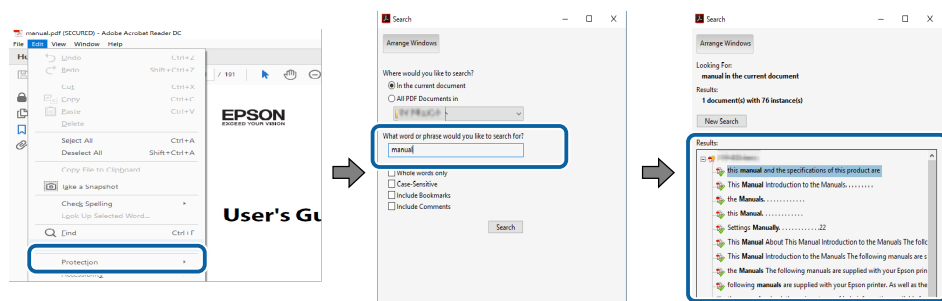 manual.pdf (SECURED) - Adobe Acrobat Reader DC
File Edit View Window Help
Undo Ctrl+Z
Redo Shift+Ctrl+Z
Cut Ctrl+X
Copy Ctrl+C
Paste Ctrl+V
Delete
Select All Ctrl+A
Deselect All Shift+Ctrl+A
Copy File to Clipboard
Take a Snapshot
Check Spelling
Look Up Selected Word...
Find Ctrl+F
Protection
/ 191
EPSON
EXCEED YOUR VISION
User's Gu
Search
Arrange Windows
Where would you like to search?
In the current document
All PDF Documents in
What word or phrase would you like to search for?
manual
Whole words only
Case-Sensitive
Include Bookmarks
Include Comments
Search
Search
Arrange Windows
Looking For:
manual in the current document
Results:
1 document(s) with 76 instance(s)
New Search
Results:
this manual and the specifications of this product are
This Manual Introduction to the Manuals. . . . . . . . .
the Manuals. . . . . . . . . . . . .
this Manual. . . . . . . . . . . . .
Settings Manually. . . . . . . . . . . . .22
This Manual About This Manual Introduction to the Manuals The follc
This Manual Introduction to the Manuals The following manuals are s
the Manuals The following manuals are supplied with your Epson prin
following manuals are supplied with your Epson printer. As well as the